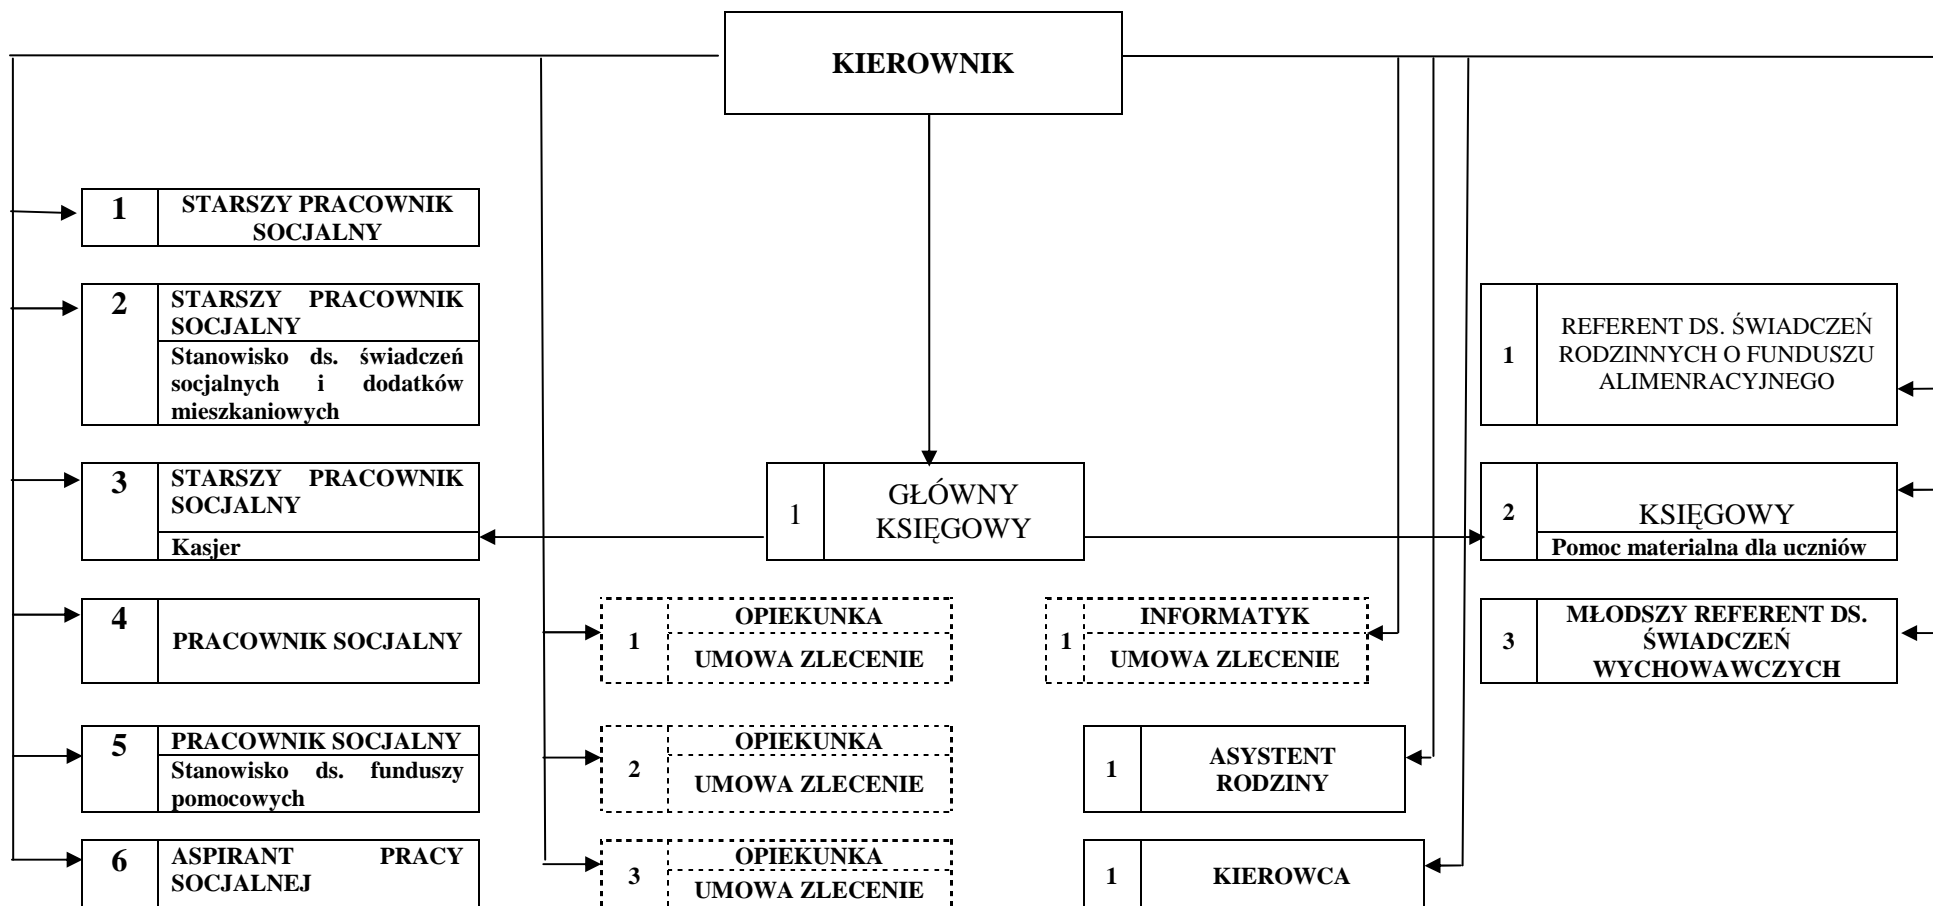 KIEROWNIK
1
STARSZY PRACOWNIK
SOCJALNY
2
STARSZY PRACOWNIK
SOCJALNY
Stanowisko ds. świadczeń
socjalnych i dodatków
mieszkaniowych
3
STARSZY PRACOWNIK
SOCJALNY
Kasjer
4
PRACOWNIK SOCJALNY
5
PRACOWNIK SOCJALNY
Stanowisko ds. funduszy
pomocowych
6
ASPIRANT PRACY
SOCJALNEJ
1
GŁÓWNY
KSIĘGOWY
1
OPIEKUNKA
UMOWA ZLECENIE
2
OPIEKUNKA
UMOWA ZLECENIE
3
OPIEKUNKA
UMOWA ZLECENIE
1
INFORMATYK
UMOWA ZLECENIE
1
ASYSTENT
RODZINY
1
KIEROWCA
1
REFERENT DS. ŚWIADCZEŃ
RODZINNYCH O FUNDUSZU
ALIMENRACYJNEGO
2
KSIĘGOWY
Pomoc materialna dla uczniów
3
MŁODSZY REFERENT DS.
ŚWIADCZEŃ
WYCHOWAWCZYCH